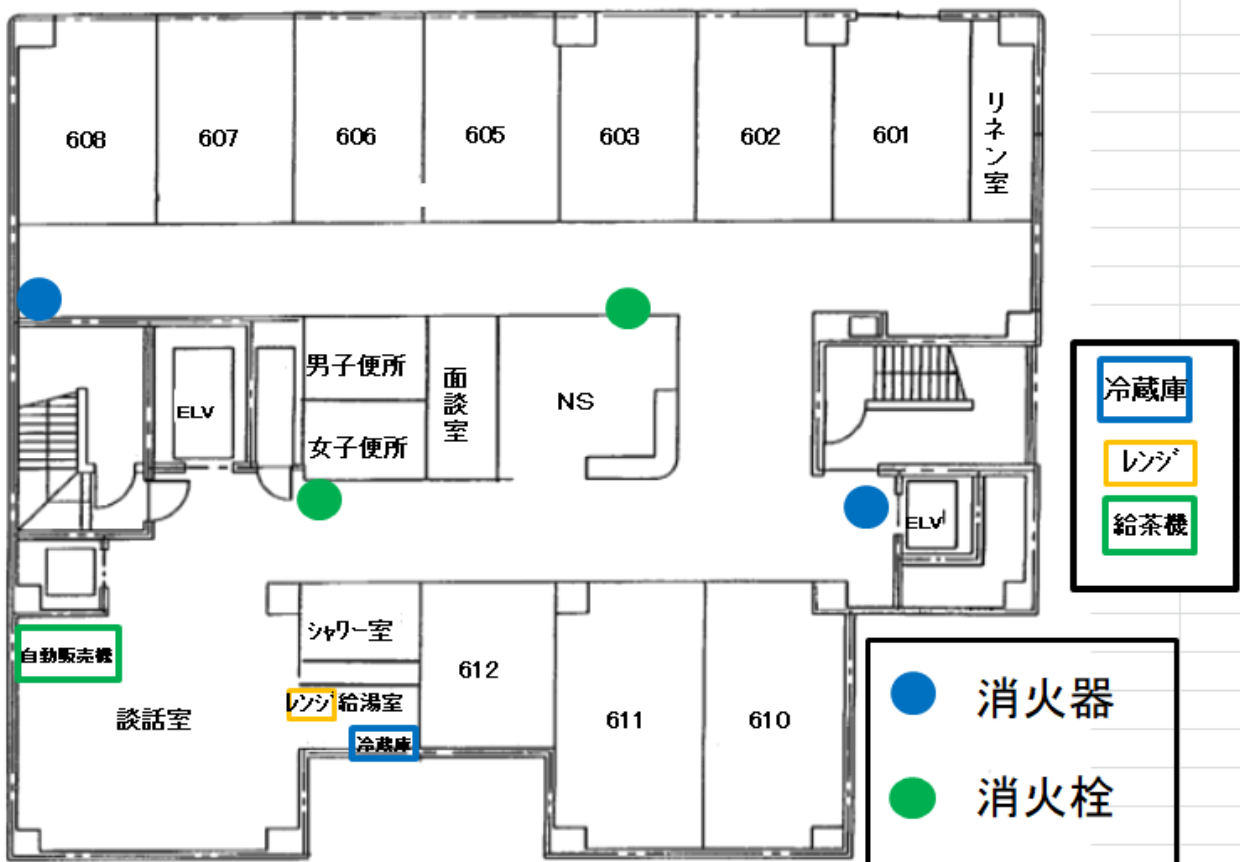 608
607
606
605
603
602
601
リネン室
ELV
男子便所
女子便所
面談室
NS
ELV
冷蔵庫
レンジ
給茶機
自動販売機
談話室
シャワー室
レンジ
給湯室
冷蔵庫
612
611
610
消火器
消火栓